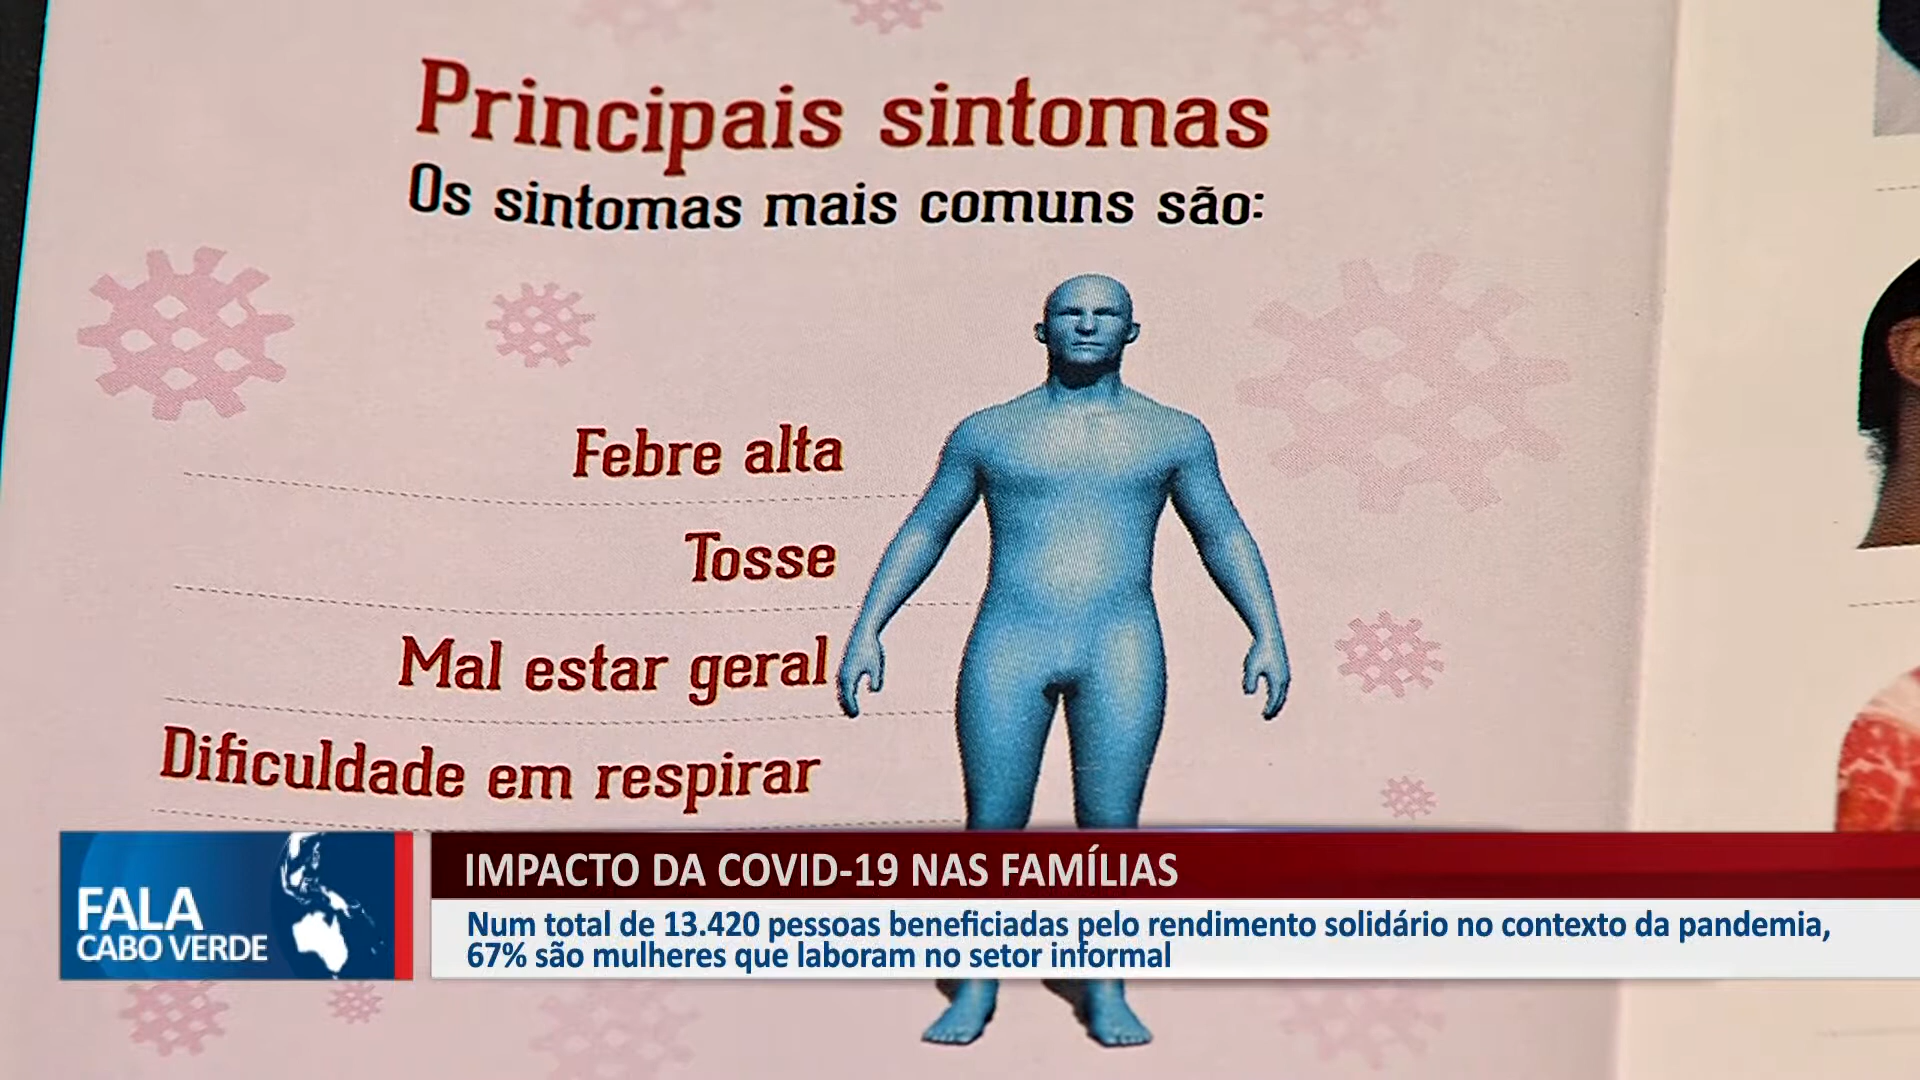 Principais sintomas
Os sintomas mais comuns são:
Febre alta
Tosse
Mal estar geral
Dificuldade em respirar
FALA
CABO VERDE
IMPACTO DA COVID-19 NAS FAMÍLIAS
Num total de 13.420 pessoas beneficiadas pelo rendimento solidário no contexto da pandemia,
67% são mulheres que laboram no setor informal